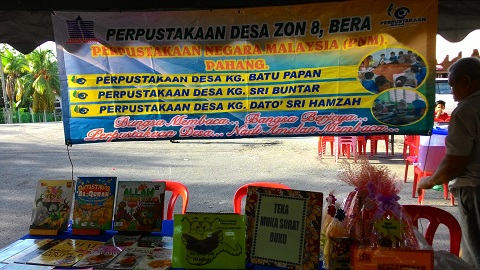 PERPUSTAKAAN DESA ZON 8, BERA
PERPUSTAKAAN NEGARA MALAYSIA (PNM)
PAHANG.
PERPUSTAKAAN DESA KG. BATU PAPAN
PERPUSTAKAAN DESA KG. SRI BUNTAR
PERPUSTAKAAN DESA KG. DATO' SRI HAMZAH
Bangsa Membaca.. Bangsa Berjaya..
Perpustakaan Desa... Nadi Amalan Membaca..
TEKA
MUKA SURAT
BUKU